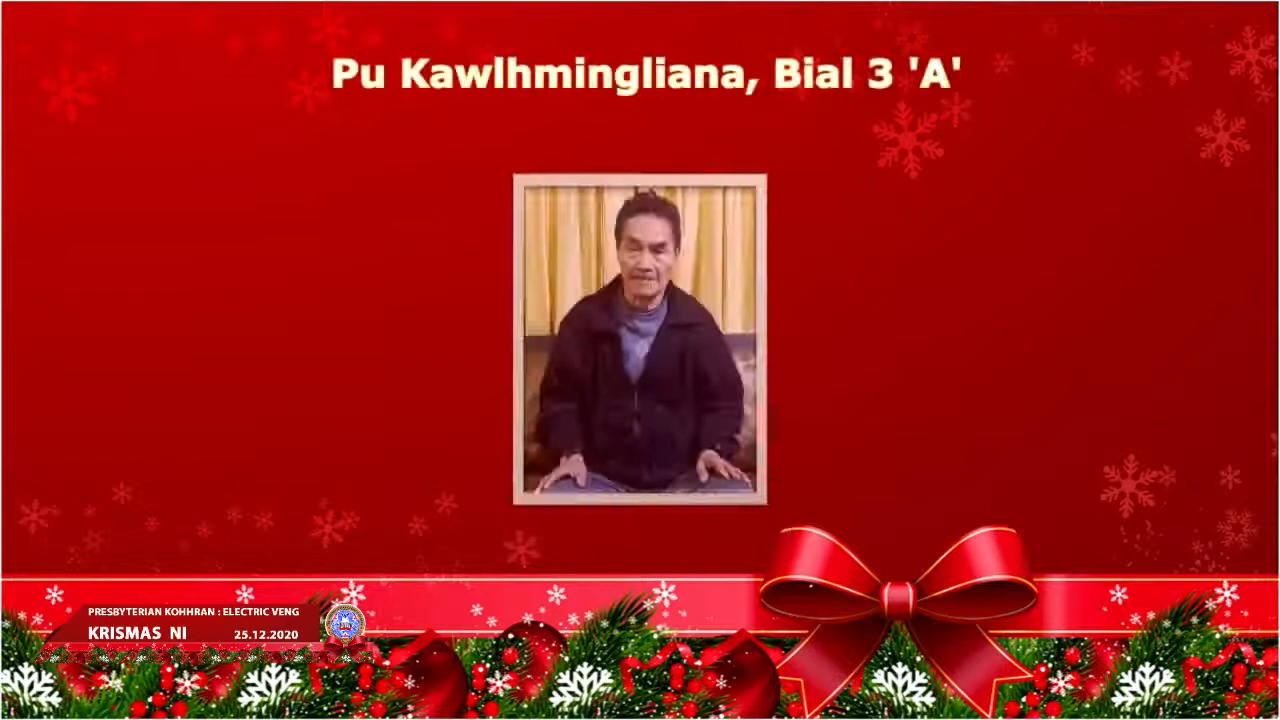 Pu Kawlhmingliana, Bial 3 'A'
PRESBYTERIAN KOHHRAN : ELECTRIC VENG
KRISMAS NI 25.12.2020